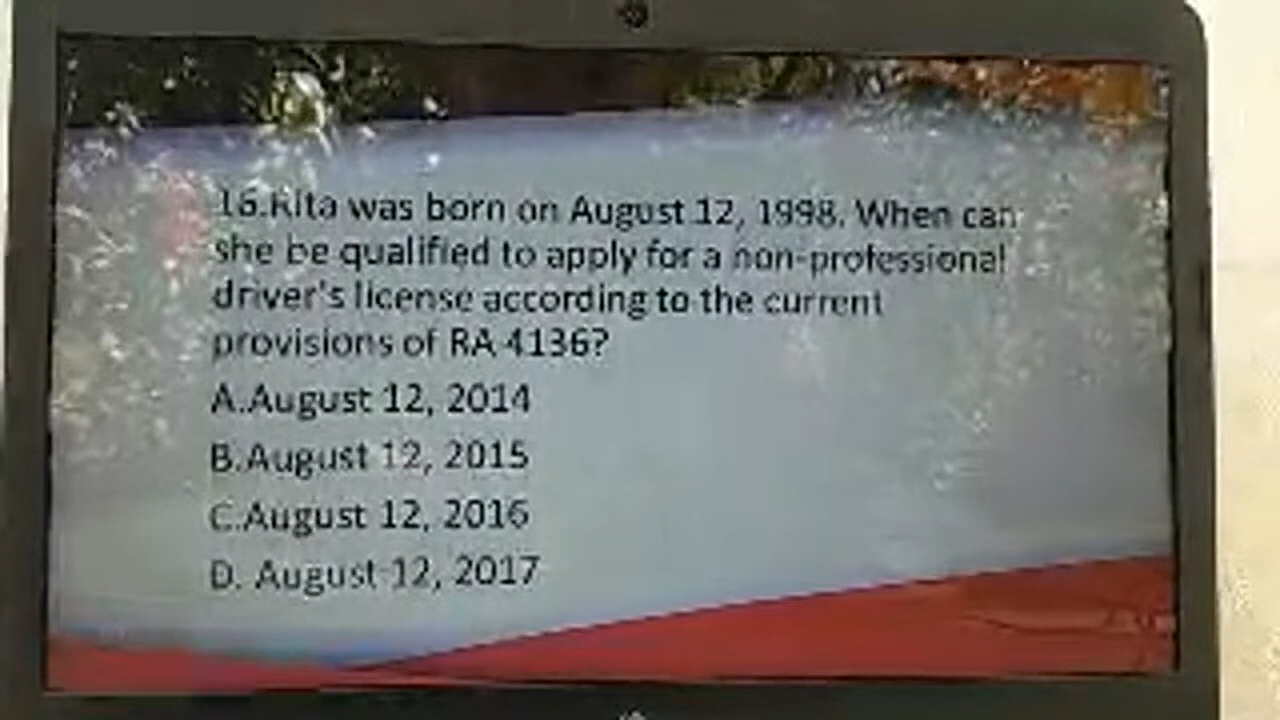 16.Rita was born on August 12, 1998. When can
she be qualified to apply for a non-professional
driver's license according to the current
provisions of RA 4136?
A.August 12, 2014
B.August 12, 2015
C.August 12, 2016
D. August 12, 2017